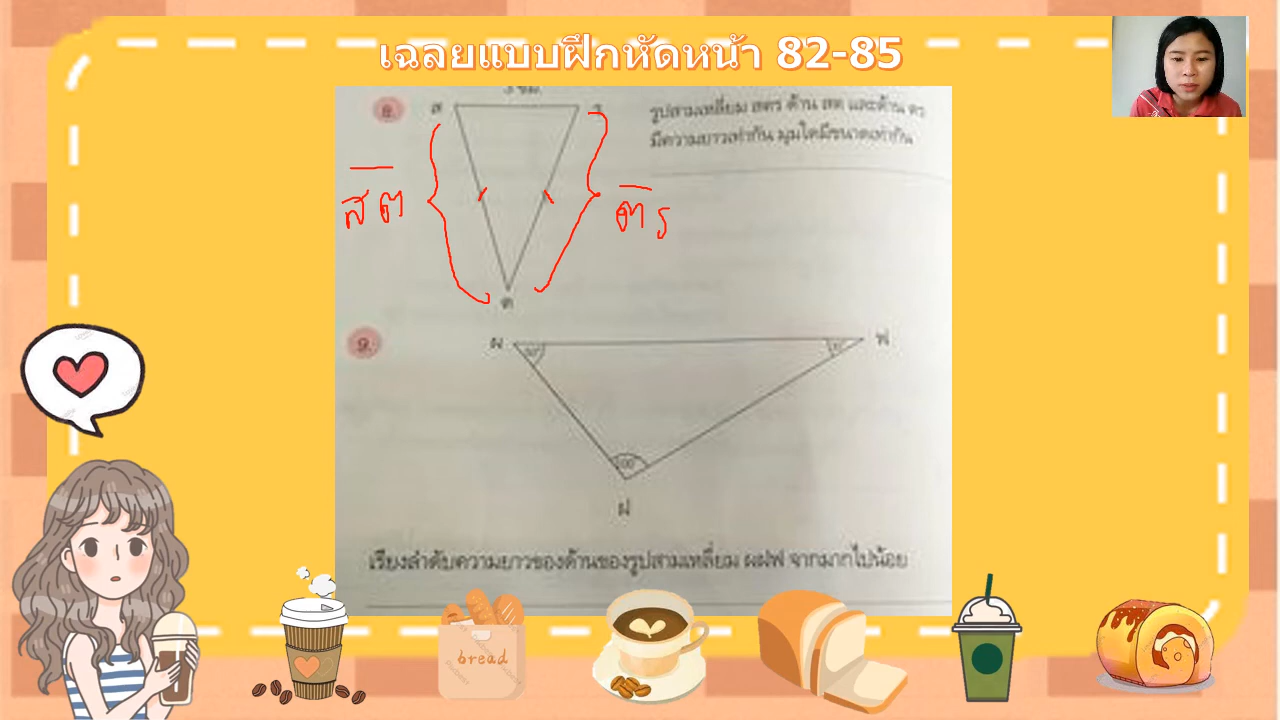 เฉลยแบบฝึกหัดหน้า 82-85
8.
ส
ต
รูปสามเหลี่ยม สตร ด้าน สต และด้าน ตร
มีความยาวเท่ากัน มุมใดมีขนาดเท่ากัน
สต
ตร
9.
ผ
ฟ
100°
ฝ
เรียงลำดับความยาวของด้านของรูปสามเหลี่ยม ผฝฟ จากมากไปน้อย
bread